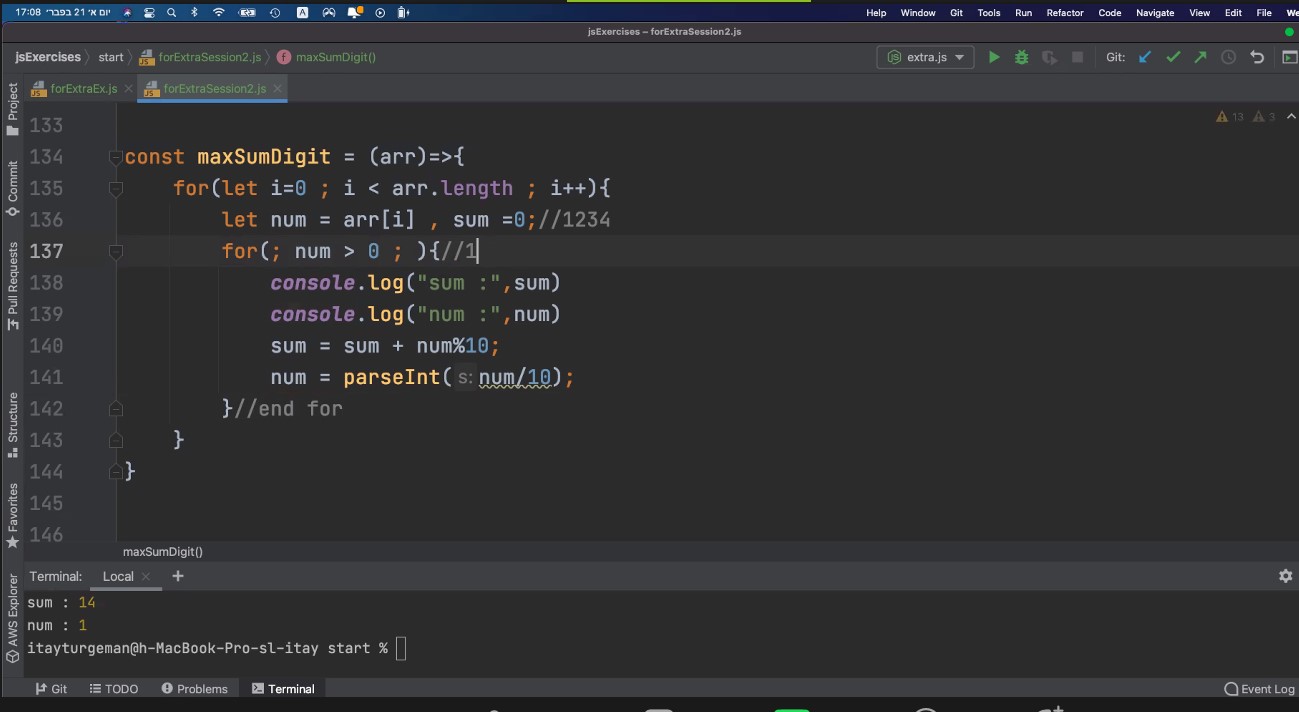 17:08 יום א׳ 21 בפבר׳ A Help Window Git Tools Run Refactor Code Navigate View Edit File We
jsExercises – forExtraSession2.js
jsExercises start forExtraSession2.js f maxSumDigit() extra.js Git:
forExtraEx.js forExtraSession2.js
13 3
Project
Commit
Pull Requests
Structure
Favorites
AWS Explorer
133
134 const maxSumDigit = (arr)=>{
135 for(let i=0 ; i < arr.length ; i++){
136 let num = arr[i] , sum =0;//1234
137 for(; num > 0 ; ){//1
138 console.log("sum :",sum)
139 console.log("num :",num)
140 sum = sum + num%10;
141 num = parseInt( s: num/10);
142 }//end for
143 }
144 }
145
146
maxSumDigit()
Terminal: Local +
sum : 14
num : 1
itayturgeman@h-MacBook-Pro-sl-itay start %
Git TODO Problems Terminal Event Log